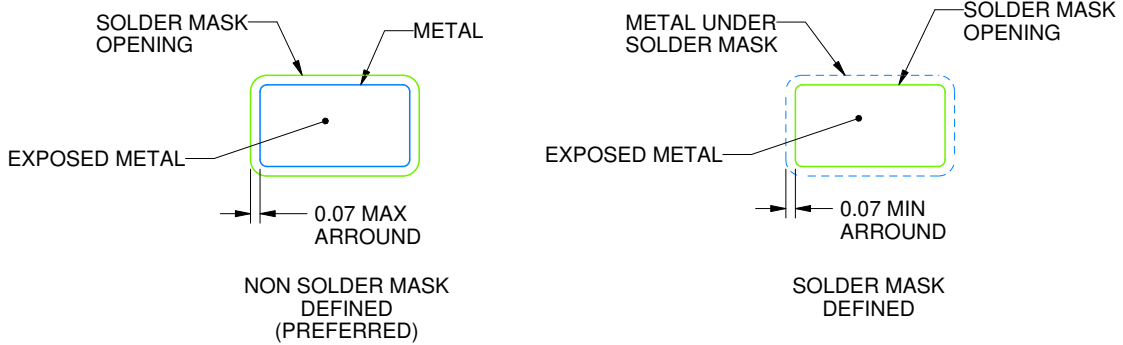 SOLDER MASK
OPENING
METAL
EXPOSED METAL
0.07 MAX
ARROUND
NON SOLDER MASK
DEFINED
(PREFERRED)
METAL UNDER
SOLDER MASK
SOLDER MASK
OPENING
EXPOSED METAL
0.07 MIN
ARROUND
SOLDER MASK
DEFINED